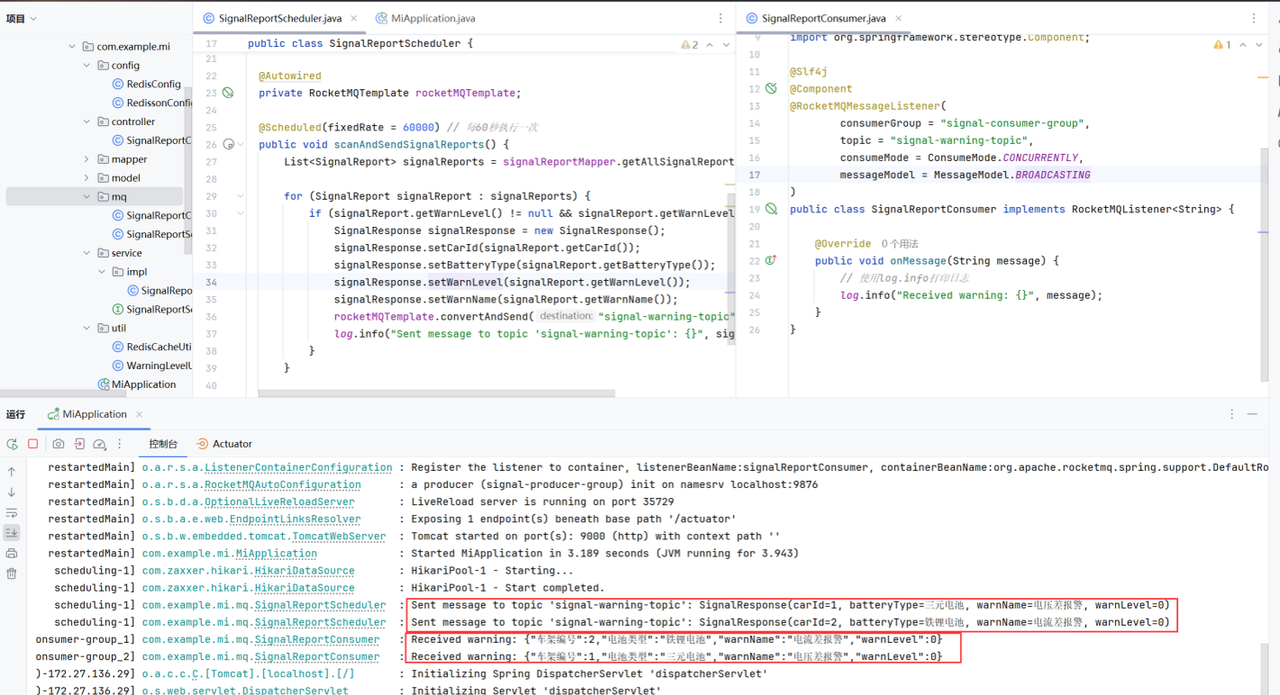 项目
com.example.mi
config
RedisConfig
RedissonConfi
controller
SignalReportC
mapper
model
mq
SignalReportC
SignalReportS
service
impl
SignalRepo
SignalReportSe
util
RedisCacheUti
WarningLevelU
MiApplication
SignalReportScheduler.java
MiApplication.java
17 public class SignalReportScheduler {
2
21
22 @Autowired
23 private RocketMQTemplate rocketMQTemplate;
24
25 @Scheduled(fixedRate = 60000) // 每60秒执行一次
26 public void scanAndSendSignalReports() {
27 List<SignalReport> signalReports = signalReportMapper.getAllSignalReport
28
29 for (SignalReport signalReport : signalReports) {
30 if (signalReport.getWarnLevel() != null && signalReport.getWarnLevel
31 SignalResponse signalResponse = new SignalResponse();
32 signalResponse.setCarId(signalReport.getCarId());
33 signalResponse.setBatteryType(signalReport.getBatteryType());
34 signalResponse.setWarnLevel(signalReport.getWarnLevel());
35 signalResponse.setWarnName(signalReport.getWarnName());
36 rocketMQTemplate.convertAndSend( destination: "signal-warning-topic"
37 log.info("Sent message to topic 'signal-warning-topic': {}", sig
38 }
39 }
40
SignalReportConsumer.java
9 import org.springframework.stereotype.Component;
1
10
11 @Slf4j
12 @Component
13 @RocketMQMessageListener(
14 consumerGroup = "signal-consumer-group",
15 topic = "signal-warning-topic",
16 consumeMode = ConsumeMode.CONCURRENTLY,
17 messageModel = MessageModel.BROADCASTING
18 )
19 public class SignalReportConsumer implements RocketMQListener<String> {
20
21 @Override 0 个用法
22 public void onMessage(String message) {
23 // 使用log.info打印日志
24 log.info("Received warning: {}", message);
25 }
26 }
运行
MiApplication
控制台
Actuator
restartedMain] o.a.r.s.a.ListenerContainerConfiguration : Register the listener to container, listenerBeanName:signalReportConsumer, containerBeanName:org.apache.rocketmq.spring.support.DefaultRo
restartedMain] o.a.r.s.a.RocketMQAutoConfiguration : a producer (signal-producer-group) init on namesrv localhost:9876
restartedMain] o.s.b.d.a.OptionalLiveReloadServer : LiveReload server is running on port 35729
restartedMain] o.s.b.a.e.web.EndpointLinksResolver : Exposing 1 endpoint(s) beneath base path '/actuator'
restartedMain] o.s.b.w.embedded.tomcat.TomcatWebServer : Tomcat started on port(s): 9000 (http) with context path ''
restartedMain] com.example.mi.MiApplication : Started MiApplication in 3.189 seconds (JVM running for 3.943)
scheduling-1] com.zaxxer.hikari.HikariDataSource : HikariPool-1 - Starting...
scheduling-1] com.zaxxer.hikari.HikariDataSource : HikariPool-1 - Start completed.
scheduling-1] com.example.mi.mq.SignalReportScheduler : Sent message to topic 'signal-warning-topic': SignalResponse(carId=1, batteryType=三元电池, warnName=电压差报警, warnLevel=0)
scheduling-1] com.example.mi.mq.SignalReportScheduler : Sent message to topic 'signal-warning-topic': SignalResponse(carId=2, batteryType=铁锂电池, warnName=电流差报警, warnLevel=0)
onsumer-group_1] com.example.mi.mq.SignalReportConsumer : Received warning: {"车架编号":2,"电池类型":"铁锂电池","warnName":"电流差报警","warnLevel":0}
onsumer-group_2] com.example.mi.mq.SignalReportConsumer : Received warning: {"车架编号":1,"电池类型":"三元电池","warnName":"电压差报警","warnLevel":0}
)-172.27.136.29] o.a.c.c.C.[Tomcat].[localhost].[/] : Initializing Spring DispatcherServlet 'dispatcherServlet'
)-172.27.136.29] o.s.web.servlet.DispatcherServlet : Initializing Servlet 'dispatcherServlet'